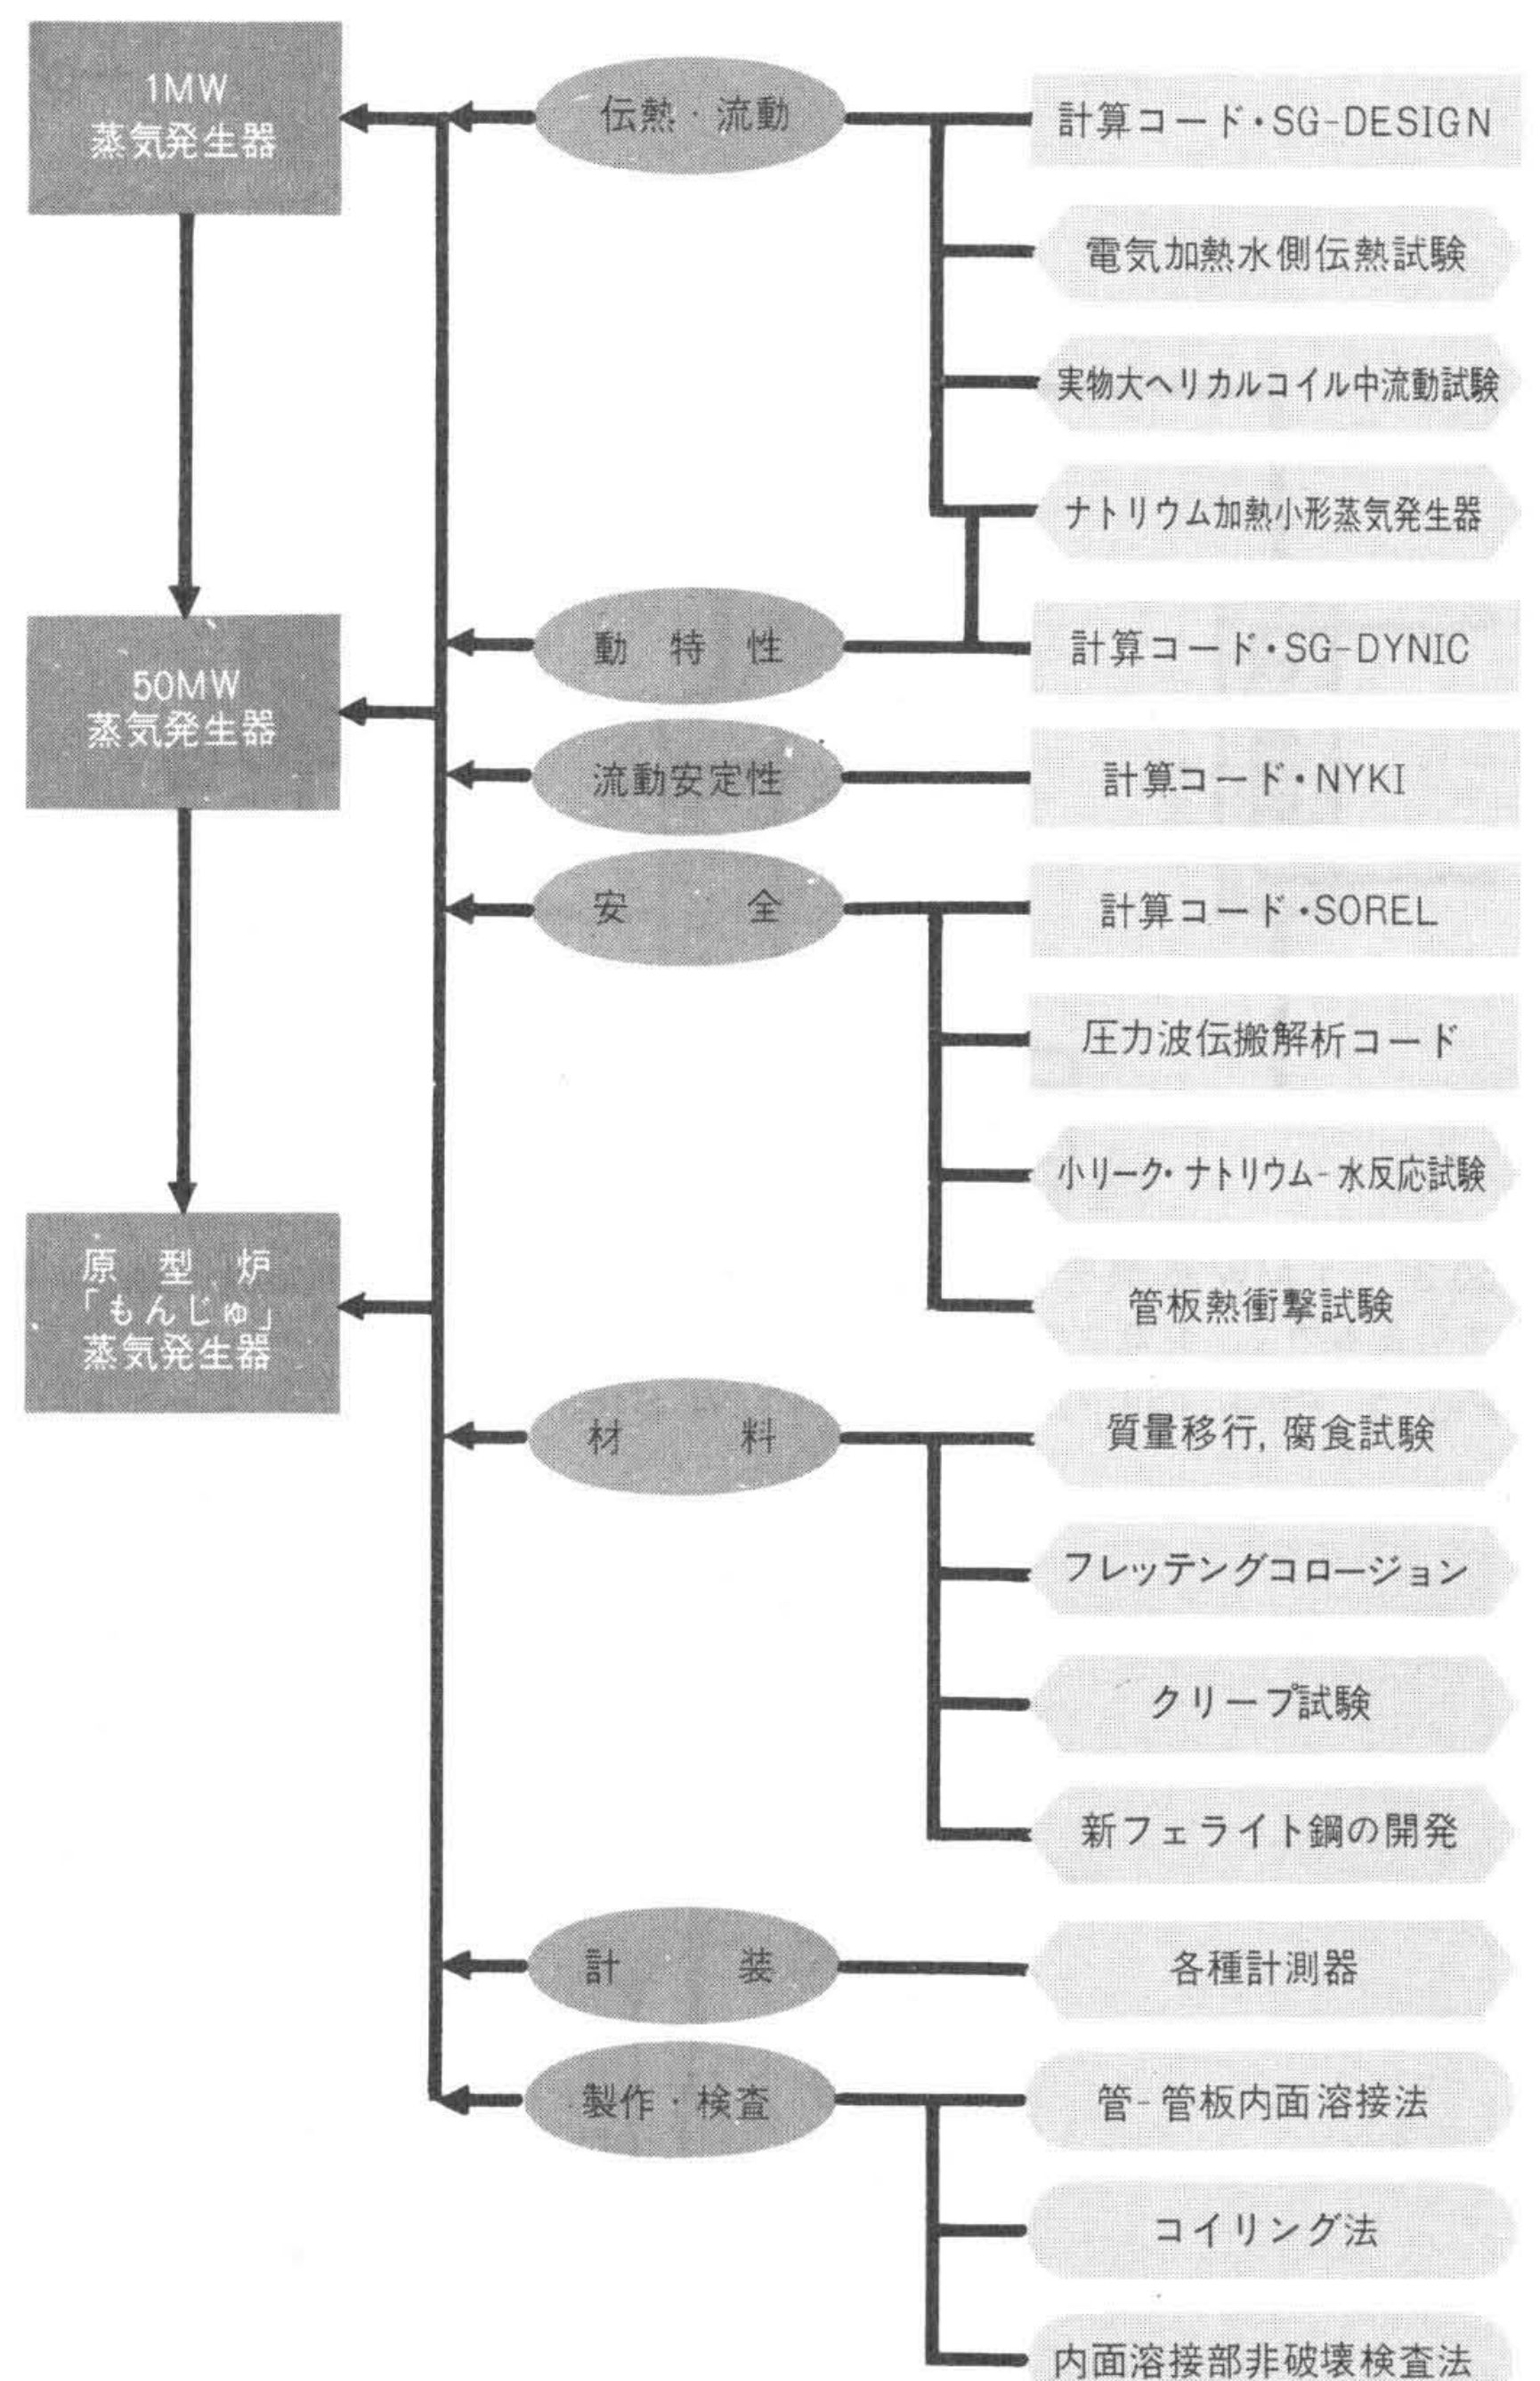 1MW
蒸気発生器
50MW
蒸気発生器
原型炉
「もんじゅ」
蒸気発生器
伝熱・流動
動特性
流動安定性
安全
材料
計装
製作・検査
計算コード・SG-DESIGN
電気加熱水側伝熱試験
実物大ヘリカルコイル中流動試験
ナトリウム加熱小形蒸気発生器
計算コード・SG-DYNIC
計算コード・NYKI
計算コード・SOREL
圧力波伝搬解析コード
小リーク・ナトリウム-水反応試験
管板熱衝撃試験
質量移行, 腐食試験
フレッテングコロージョン
クリープ試験
新フェライト鋼の開発
各種計測器
管-管板内面溶接法
コイリング法
内面溶接部非破壊検査法